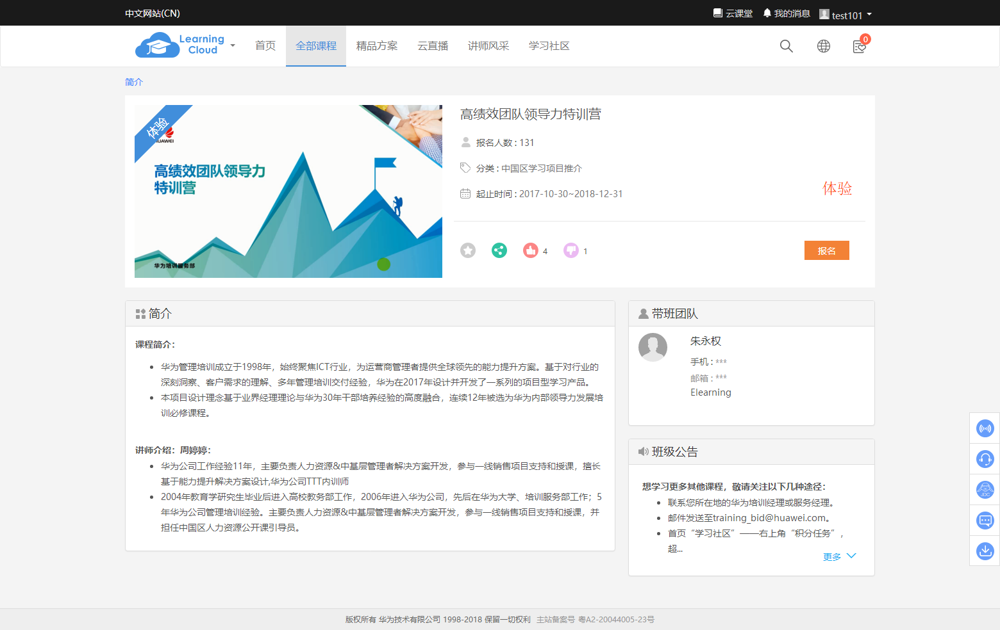 中文网站(CN)
云课堂
我的消息
test101
Learning
Cloud
首页
全部课程
精品方案
云直播
讲师风采
学习社区
0
简介
体验
HUAWEI
高绩效团队领导力
特训营
华为培训服务部
高绩效团队领导力特训营
报名人数 : 131
分类 : 中国区学习项目推介
起止时间 : 2017-10-30~2018-12-31
体验
4
1
报名
简介
课程简介：
华为管理培训成立于1998年，始终聚焦ICT行业，为运营商管理者提供全球领先的能力提升方案。基于对行业的
深刻洞察、客户需求的理解、多年管理培训交付经验，华为在2017年设计并开发了一系列的项目型学习产品。
本项目设计理念基于业界经理理论与华为30年干部培养经验的高度融合，连续12年被选为华为内部领导力发展培
训必修课程。
讲师介绍：周婷婷：
华为公司工作经验11年，主要负责人力资源&中基层管理者解决方案开发，参与一线销售项目支持和授课，擅长
基于能力提升解决方案设计,华为公司TTT内训师
2004年教育学研究生毕业后进入高校教务部工作，2006年进入华为公司，先后在华为大学、培训服务部工作；5
年华为公司管理培训经验。主要负责人力资源&中基层管理者解决方案开发，参与一线销售项目支持和授课，并
担任中国区人力资源公开课引导员。
带班团队
朱永权
手机 : ***
邮箱 : ***
Elearning
班级公告
想学习更多其他课程，敬请关注以下几种途径：
联系您所在地的华为培训经理或服务经理。
邮件发送至training_bid@huawei.com。
首页“学习社区”——右上角“积分任务”，
超...
更多
JDC
版权所有 华为技术有限公司 1998-2018 保留一切权利 主站备案号 粤A2-20044005-23号